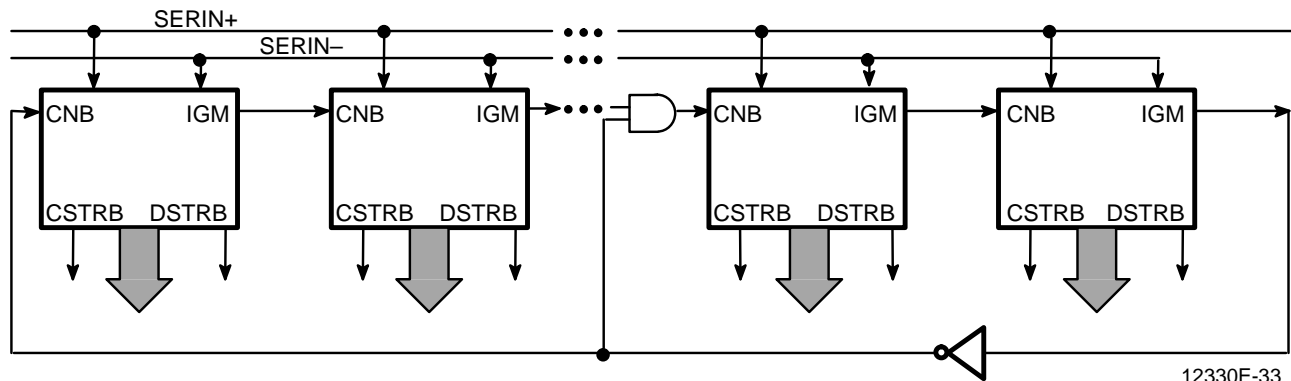 SERIN+
SERIN–
CNB IGM CNB IGM CNB IGM CNB IGM
CSTRB DSTRB CSTRB DSTRB CSTRB DSTRB CSTRB DSTRB
12330E-33